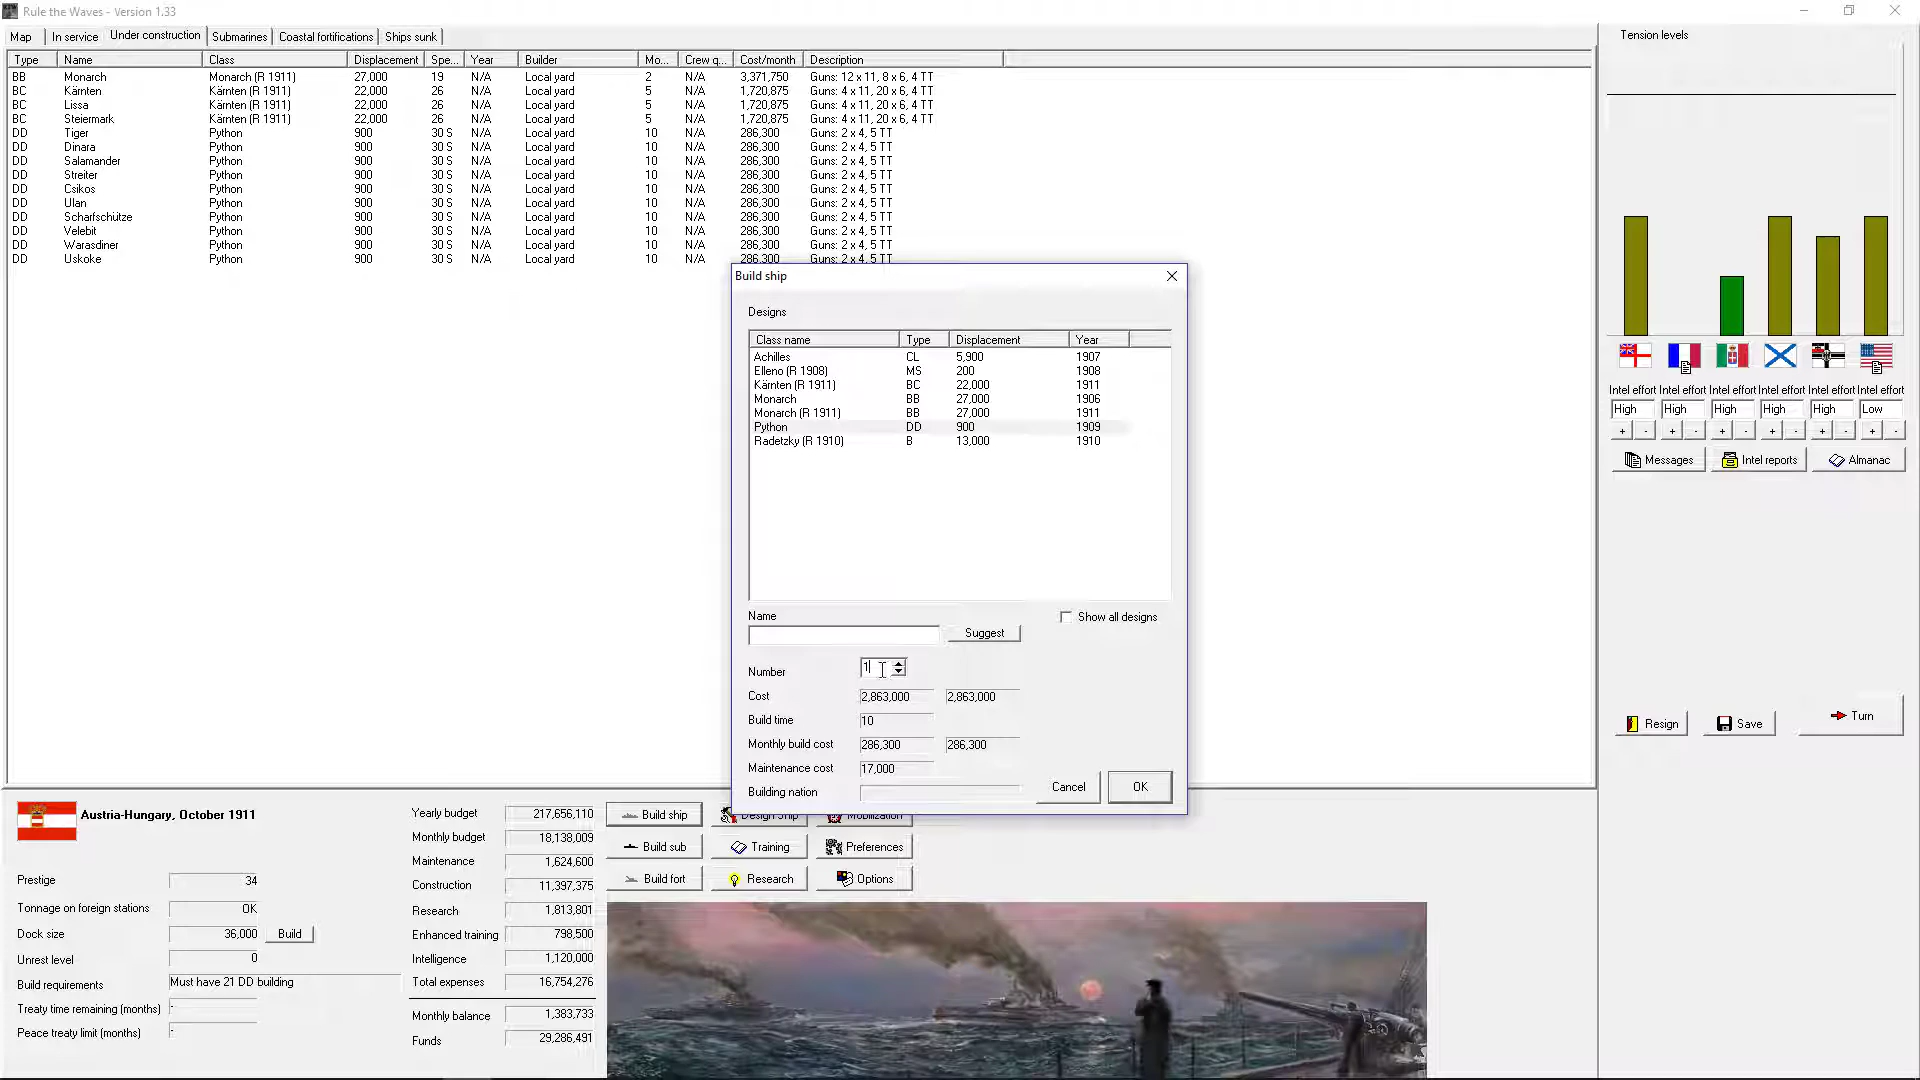 Rule the Waves - Version 1.33
Map In service Under construction Submarines Coastal fortifications Ships sunk
Type Name Class Displacement Spe... Year Builder Mo... Crew q... Cost/month Description
BB Monarch Monarch (R 1911) 27,000 19 N/A Local yard 2 N/A 3,371,750 Guns: 12 x 11, 8 x 6, 4 TT
BC Kärnten Kärnten (R 1911) 22,000 26 N/A Local yard 5 N/A 1,720,875 Guns: 4 x 11, 20 x 6, 4 TT
BC Lissa Kärnten (R 1911) 22,000 26 N/A Local yard 5 N/A 1,720,875 Guns: 4 x 11, 20 x 6, 4 TT
BC Steiermark Kärnten (R 1911) 22,000 26 N/A Local yard 5 N/A 1,720,875 Guns: 4 x 11, 20 x 6, 4 TT
DD Tiger Python 900 30 S N/A Local yard 10 N/A 286,300 Guns: 2 x 4, 5 TT
DD Dinara Python 900 30 S N/A Local yard 10 N/A 286,300 Guns: 2 x 4, 5 TT
DD Salamander Python 900 30 S N/A Local yard 10 N/A 286,300 Guns: 2 x 4, 5 TT
DD Streiter Python 900 30 S N/A Local yard 10 N/A 286,300 Guns: 2 x 4, 5 TT
DD Csikos Python 900 30 S N/A Local yard 10 N/A 286,300 Guns: 2 x 4, 5 TT
DD Ulan Python 900 30 S N/A Local yard 10 N/A 286,300 Guns: 2 x 4, 5 TT
DD Scharfschütze Python 900 30 S N/A Local yard 10 N/A 286,300 Guns: 2 x 4, 5 TT
DD Velebit Python 900 30 S N/A Local yard 10 N/A 286,300 Guns: 2 x 4, 5 TT
DD Warasdiner Python 900 30 S N/A Local yard 10 N/A 286,300 Guns: 2 x 4, 5 TT
DD Uskoke Python 900 30 S N/A Local yard 10 N/A 286,300 Guns: 2 x 4, 5 TT
Build ship
Designs
Class name Type Displacement Year
Achilles CL 5,900 1907
Elleno (R 1908) MS 200 1908
Kärnten (R 1911) BC 22,000 1911
Monarch BB 27,000 1906
Monarch (R 1911) BB 27,000 1911
Python DD 900 1909
Radetzky (R 1910) B 13,000 1910
Name Show all designs
Suggest
Number 1
Cost 2,863,000 2,863,000
Build time 10
Monthly build cost 286,300 286,300
Maintenance cost 17,000
Building nation
Cancel OK
Tension levels
Intel effort Intel effort Intel effort Intel effort Intel effort Intel effort
High High High High High Low
+ - + - + - + - + - + -
Messages Intel reports Almanac
Resign Save Turn
Austria-Hungary, October 1911
Prestige 34
Tonnage on foreign stations OK
Dock size 36,000 Build
Unrest level 0
Build requirements Must have 21 DD building
Treaty time remaining (months) -
Peace treaty limit (months) -
Yearly budget 217,656,110
Monthly budget 18,138,009
Maintenance 1,624,600
Construction 11,397,375
Research 1,813,801
Enhanced training 798,500
Intelligence 1,120,000
Total expenses 16,754,276
Monthly balance 1,383,733
Funds 29,286,491
Build ship Design Ship Mobilization
Build sub Training Preferences
Build fort Research Options